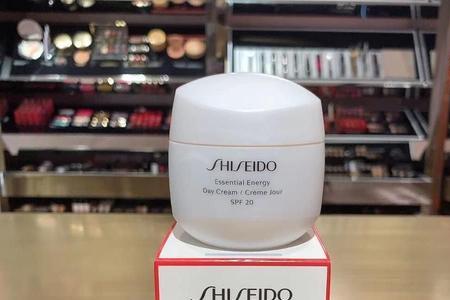 SHISEIDO
Essential Energy
Day Cream / Crème Jour
SPF 20
SHISEIDO